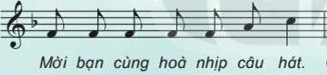 Mời bạn cùng hoà nhịp câu hát.